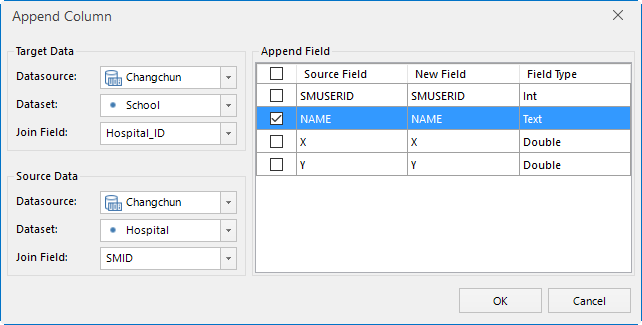 Append Column
Target Data
Datasource: Changchun
Dataset: School
Join Field: Hospital_ID
Source Data
Datasource: Changchun
Dataset: Hospital
Join Field: SMID
Append Field
Source Field New Field Field Type
SMUSERID SMUSERID Int
NAME NAME Text
X X Double
Y Y Double
OK Cancel